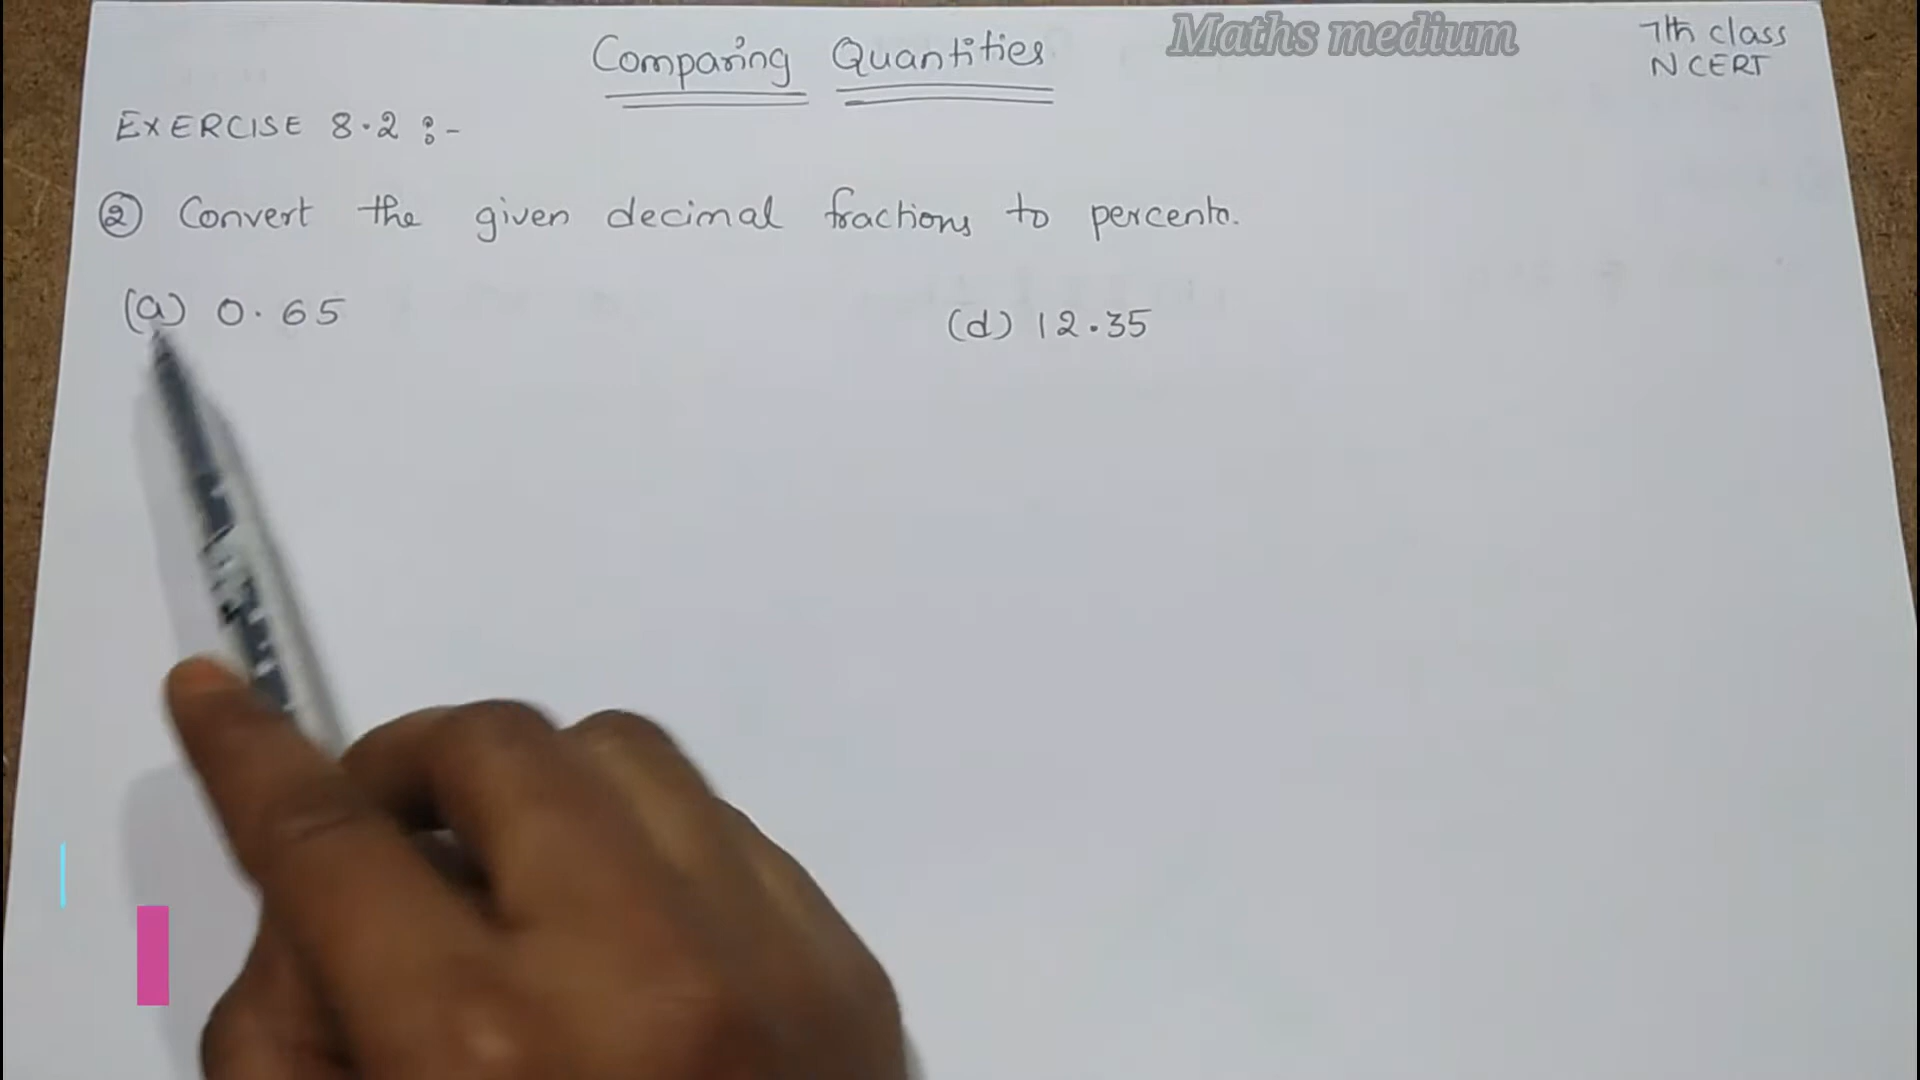 Comparing Quantities
Maths medium
7th class
NCERT
EXERCISE 8.2 :-
② Convert the given decimal fractions to percents.
(a) 0.65
(d) 12.35